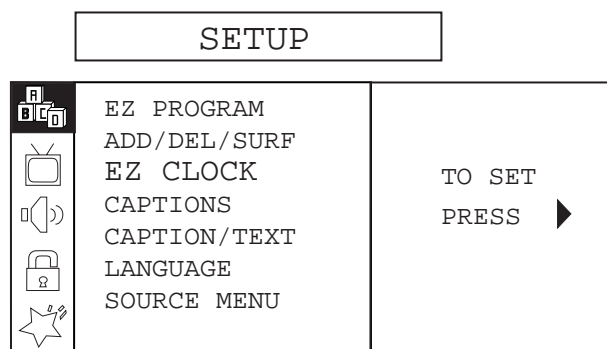 SETUP
A
B C D
EZ PROGRAM
ADD/DEL/SURF
EZ CLOCK
CAPTIONS
CAPTION/TEXT
LANGUAGE
SOURCE MENU
TO SET
PRESS